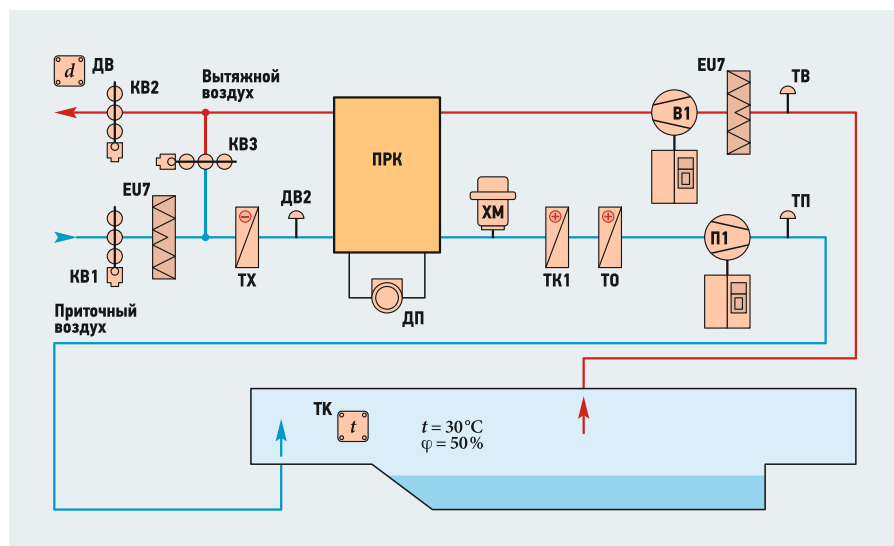 d ДВ
КВ2
Вытяжной
воздух
EU7
ТВ
КВ3
ПРК
В1
EU7
ДВ2
ХМ
ТП
П1
КВ1
ТХ
ТК1
ТО
Приточный
воздух
ДП
ТК
t
t = 30 °C
φ = 50 %